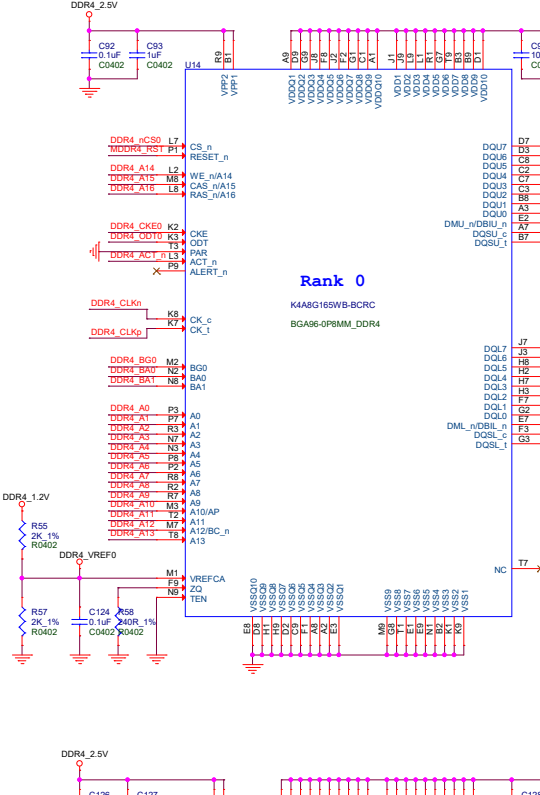 DDR4_2.5V
C92
0.1uF
C0402
C93
1uF
C0402
U14
R9
B1
VPP2
VPP1
A9
D9
G9
J8
F8
J2
F2
G1
C1
A1
VDDQ1
VDDQ2
VDDQ3
VDDQ4
VDDQ5
VDDQ6
VDDQ7
VDDQ8
VDDQ9
VDDQ10
J1
J9
L9
L1
R1
G7
T9
B3
B9
D1
VDD1
VDD2
VDD3
VDD4
VDD5
VDD6
VDD7
VDD8
VDD9
VDD10
DDR4_nCS0 L7 CS_n
MDDR4_RST P1 RESET_n
DDR4_A14 L2 WE_n/A14
DDR4_A15 M8 CAS_n/A15
DDR4_A16 L8 RAS_n/A16
DDR4_CKE0 K2 CKE
DDR4_ODT0 K3 ODT
T3 PAR
DDR4_ACT_n L3 ACT_n
P9 ALERT_n
DDR4_CLKn K8 CK_c
DDR4_CLKp K7 CK_t
DDR4_BG0 M2 BG0
DDR4_BA0 N2 BA0
DDR4_BA1 N8 BA1
DDR4_A0 P3 A0
DDR4_A1 P7 A1
DDR4_A2 R3 A2
DDR4_A3 N7 A3
DDR4_A4 N3 A4
DDR4_A5 P8 A5
DDR4_A6 P2 A6
DDR4_A7 R8 A7
DDR4_A8 R2 A8
DDR4_A9 R7 A9
DDR4_A10 M3 A10/AP
DDR4_A11 T2 A11
DDR4_A12 M7 A12/BC_n
DDR4_A13 T8 A13
Rank 0
K4A8G165WB-BCRC
BGA96-0P8MM_DDR4
DQU7 D7
DQU6 D3
DQU5 C8
DQU4 C2
DQU3 C7
DQU2 C3
DQU1 B8
DQU0 A3
DMU_n/DBIU_n E2
DQSU_c A7
DQSU_t B7
DQL7 J7
DQL6 J3
DQL5 H8
DQL4 H2
DQL3 H7
DQL2 H3
DQL1 F7
DQL0 G2
DML_n/DBIL_n E7
DQSL_c F3
DQSL_t G3
NC T7
DDR4_1.2V
R55
2K_1%
R0402
DDR4_VREF0
M1 VREFCA
F9 ZQ
N9 TEN
R57
2K_1%
R0402
C124
0.1uF
C0402
R58
240R_1%
R0402
VSSQ10
VSSQ9
VSSQ8
VSSQ7
VSSQ6
VSSQ5
VSSQ4
VSSQ3
VSSQ2
VSSQ1
E8
D8
H1
H9
D2
C9
F1
A8
A2
E3
VSS9
VSS8
VSS7
VSS6
VSS5
VSS4
VSS3
VSS2
VSS1
M9
G8
T1
E1
E9
N1
B2
K1
K9
DDR4_2.5V
C126
C127